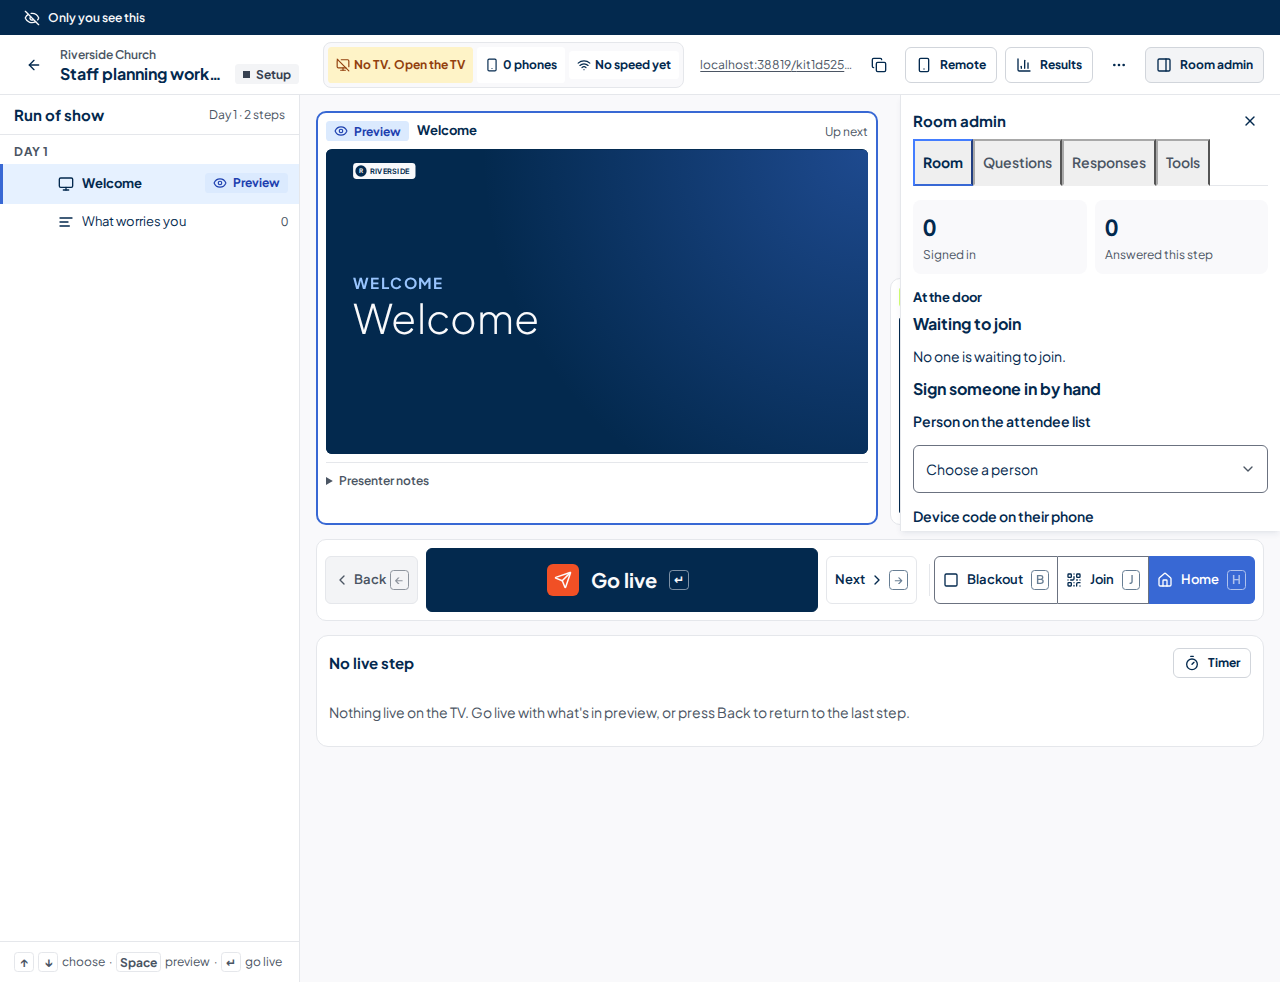 Only you see this
Riverside Church
Staff planning work...
Setup
No TV. Open the TV
0 phones
No speed yet
localhost:38819/kit1d525...
Remote
Results
Room admin
Run of show
Day 1 · 2 steps
DAY 1
Welcome
Preview
What worries you
0
↑ ↓ choose · Space preview · ↵ go live
Preview
Welcome
Up next
R RIVERSIDE
WELCOME
Welcome
Presenter notes
Room admin
Room
Questions
Responses
Tools
0
Signed in
0
Answered this step
At the door
Waiting to join
No one is waiting to join.
Sign someone in by hand
Person on the attendee list
Choose a person
Device code on their phone
Back ←
Go live ↵
Next →
Blackout B
Join J
Home H
No live step
Timer
Nothing live on the TV. Go live with what's in preview, or press Back to return to the last step.